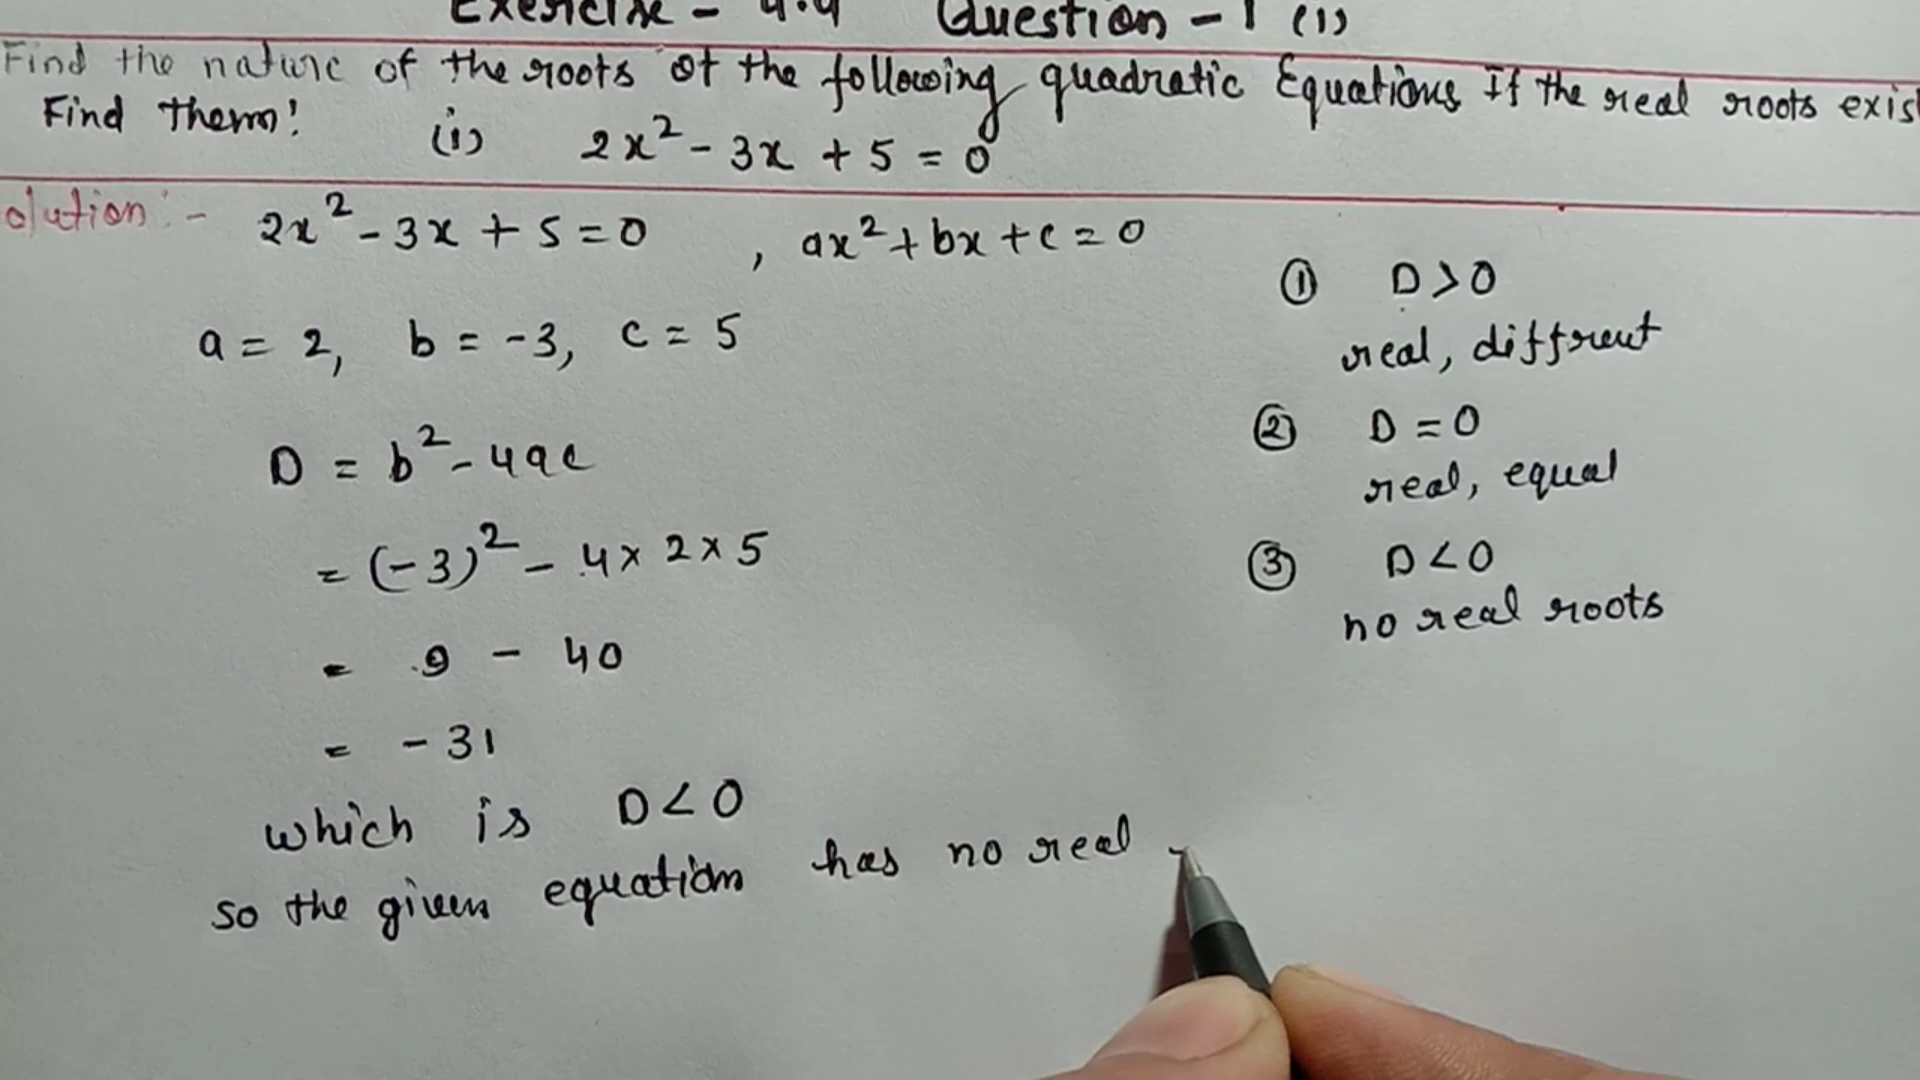 Exercise - 4.4 Question - 1 (i)
Find the nature of the roots of the following quadratic Equations If the real roots exist
Find them! (i) 2x² - 3x + 5 = 0
olution :- 2x² - 3x + 5 = 0 , ax² + bx + c = 0
a = 2, b = -3, c = 5
D = b² - 4ac
= (-3)² - 4 × 2 × 5
= 9 - 40
= - 31
which is D < 0
so the given equation has no real
① D > 0
real, diffrent
② D = 0
real, equal
③ D < 0
no real roots